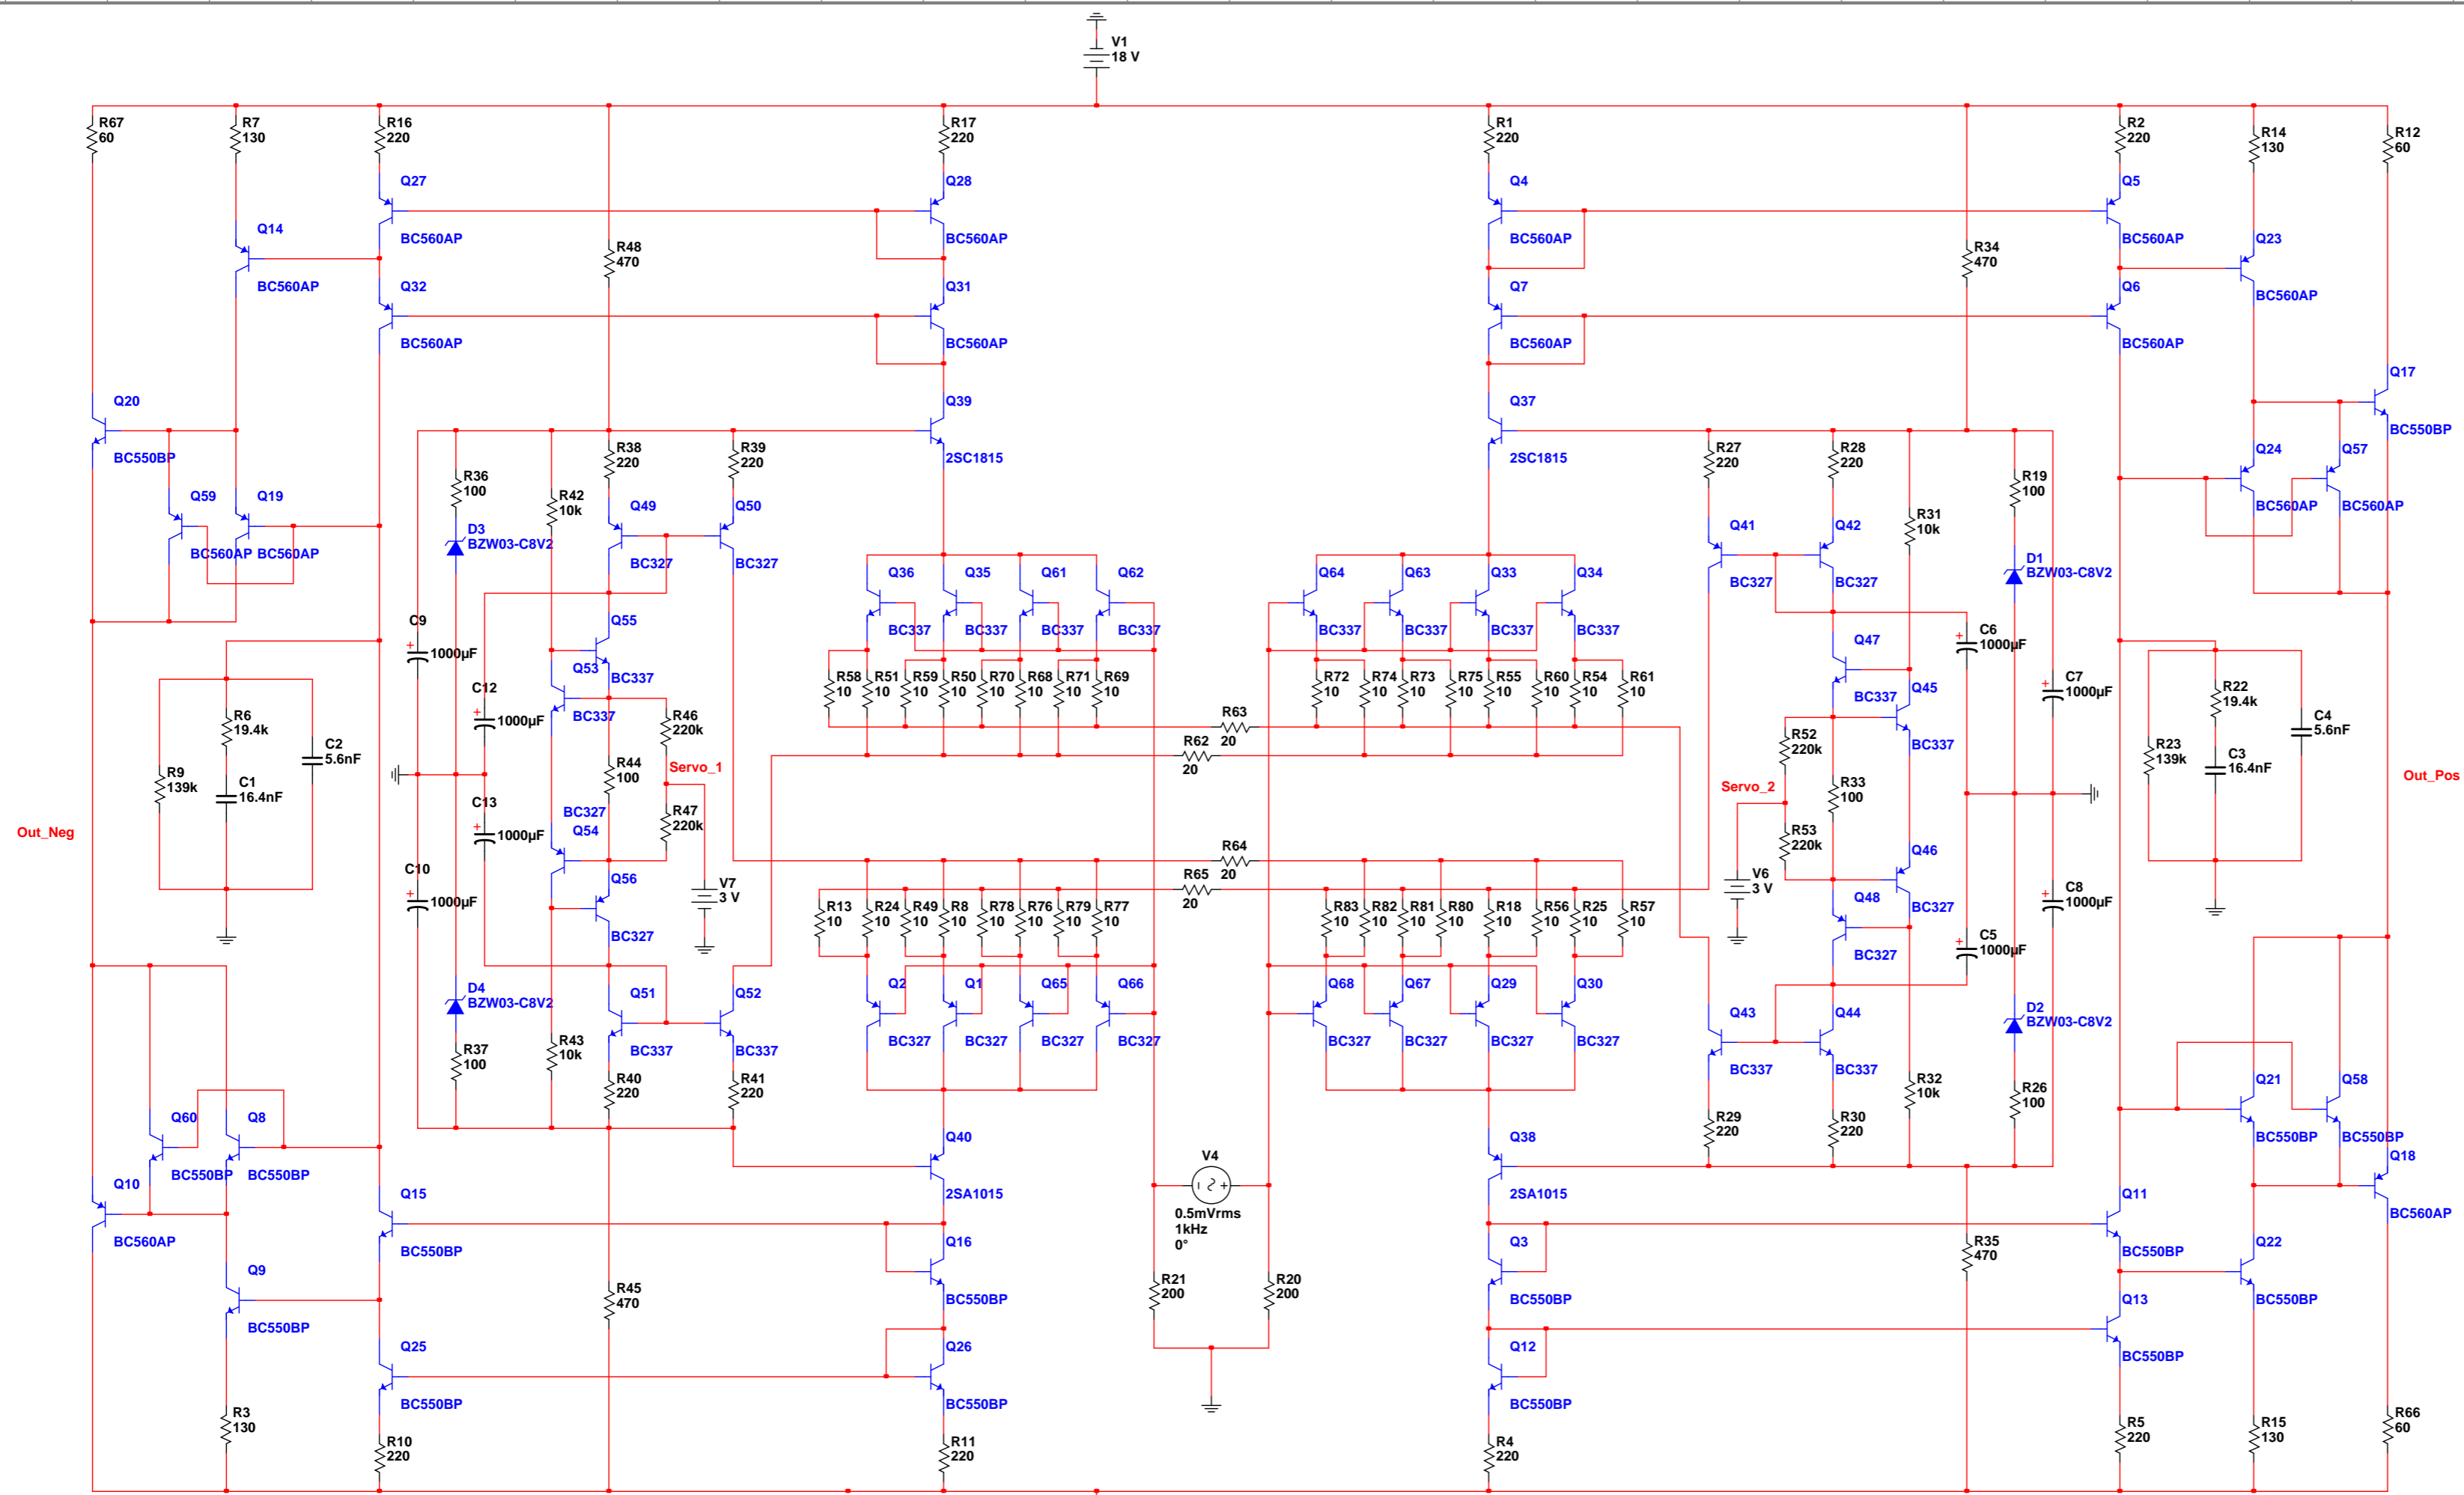 V1
18 V
R67
60
R7
130
R16
220
R17
220
R1
220
R2
220
R14
130
R12
60
Q27
BC560AP
Q28
BC560AP
Q4
BC560AP
Q5
BC560AP
Q14
BC560AP
R48
470
R34
470
Q23
BC560AP
Q32
BC560AP
Q31
BC560AP
Q7
BC560AP
Q6
BC560AP
Q20
BC550BP
Q39
2SC1815
Q37
2SC1815
Q17
BC550BP
R36
100
R38
220
R39
220
R27
220
R28
220
R19
100
Q24
BC560AP
Q57
BC560AP
Q59
BC560AP
Q19
BC560AP
R42
10k
Q49
BC327
Q50
BC327
D3
BZW03-C8V2
Q41
BC327
Q42
BC327
R31
10k
D1
BZW03-C8V2
Q36
BC337
Q35
BC337
Q61
BC337
Q62
BC337
Q64
BC337
Q63
BC337
Q33
BC337
Q34
BC337
C9
1000µF
Q55
BC337
Q53
BC337
C12
1000µF
R46
220k
Q47
BC337
Q45
BC337
C6
1000µF
C7
1000µF
R58
10
R51
10
R59
10
R50
10
R70
10
R68
10
R71
10
R69
10
R72
10
R74
10
R73
10
R75
10
R55
10
R60
10
R54
10
R61
10
R63
20
R62
20
R6
19.4k
C2
5.6nF
R9
139k
C1
16.4nF
R44
100
Servo_1
R52
220k
R33
100
Servo_2
R22
19.4k
C4
5.6nF
R23
139k
C3
16.4nF
Out_Pos
Out_Neg
C13
1000µF
BC327
Q54
R47
220k
R53
220k
C10
1000µF
Q56
BC327
V7
3 V
R64
20
R65
20
V6
3 V
Q46
BC327
Q48
BC327
C8
1000µF
C5
1000µF
R13
10
R24
10
R49
10
R8
10
R78
10
R76
10
R79
10
R77
10
R83
10
R82
10
R81
10
R80
10
R18
10
R56
10
R25
10
R57
10
D4
BZW03-C8V2
Q51
BC337
Q52
BC337
Q2
BC327
Q1
BC327
Q65
BC327
Q66
BC327
Q68
BC327
Q67
BC327
Q29
BC327
Q30
BC327
Q43
BC337
Q44
BC337
D2
BZW03-C8V2
R37
100
R43
10k
R40
220
R41
220
R29
220
R30
220
R32
10k
R26
100
Q21
BC550BP
Q58
BC550BP
Q60
BC550BP
Q8
BC550BP
Q40
2SA1015
Q38
2SA1015
Q18
BC560AP
Q10
BC560AP
Q15
BC550BP
V4
0.5mVrms
1kHz
0°
Q11
BC550BP
Q9
BC550BP
Q16
BC550BP
Q3
BC550BP
R35
470
Q22
BC550BP
R45
470
R21
200
R20
200
Q13
BC550BP
Q25
BC550BP
Q26
BC550BP
Q12
BC550BP
R3
130
R10
220
R11
220
R4
220
R5
220
R15
130
R66
60